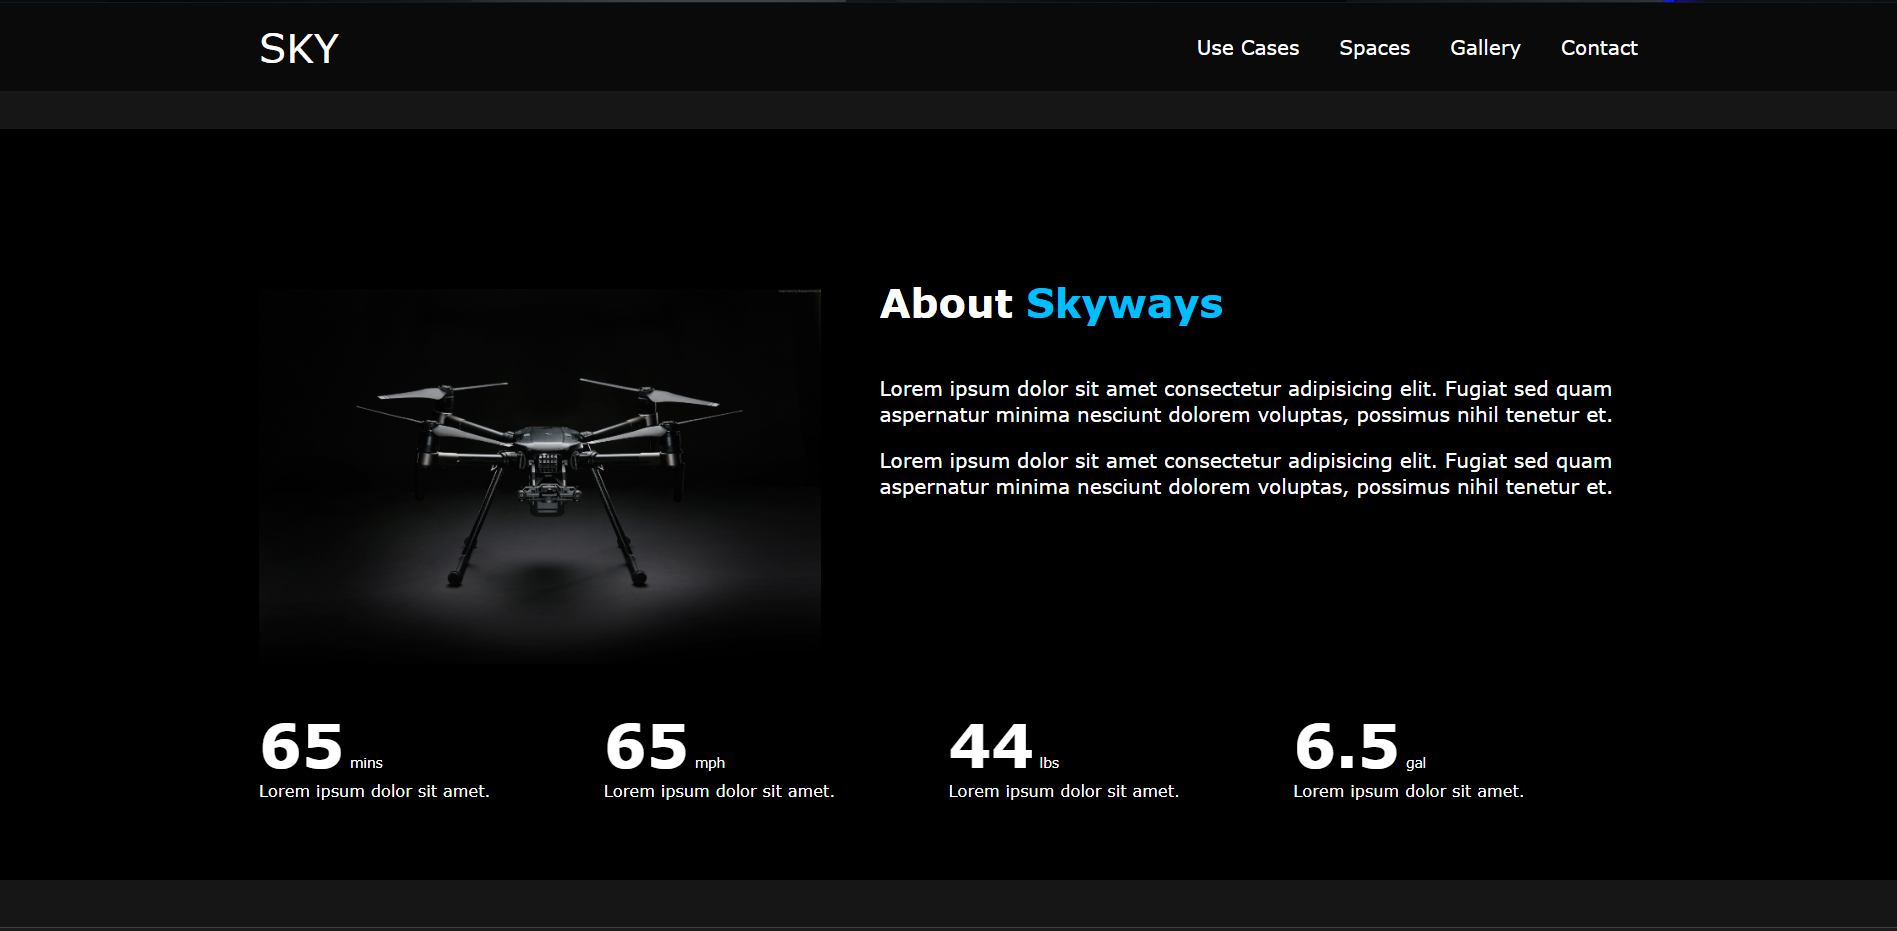 SKY
Use Cases Spaces Gallery Contact
About Skyways
Lorem ipsum dolor sit amet consectetur adipisicing elit. Fugiat sed quam
aspernatur minima nesciunt dolorem voluptas, possimus nihil tenetur et.
Lorem ipsum dolor sit amet consectetur adipisicing elit. Fugiat sed quam
aspernatur minima nesciunt dolorem voluptas, possimus nihil tenetur et.
65 mins
Lorem ipsum dolor sit amet.
65 mph
Lorem ipsum dolor sit amet.
44 lbs
Lorem ipsum dolor sit amet.
6.5 gal
Lorem ipsum dolor sit amet.